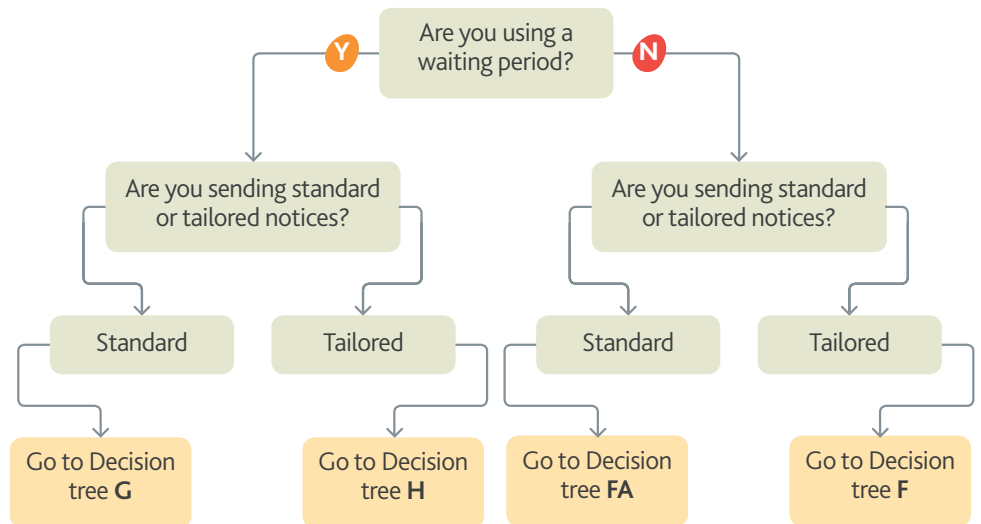 Are you using a
waiting period?
Y
N
Are you sending standard
or tailored notices?
Are you sending standard
or tailored notices?
Standard
Tailored
Standard
Tailored
Go to Decision
tree G
Go to Decision
tree H
Go to Decision
tree FA
Go to Decision
tree F